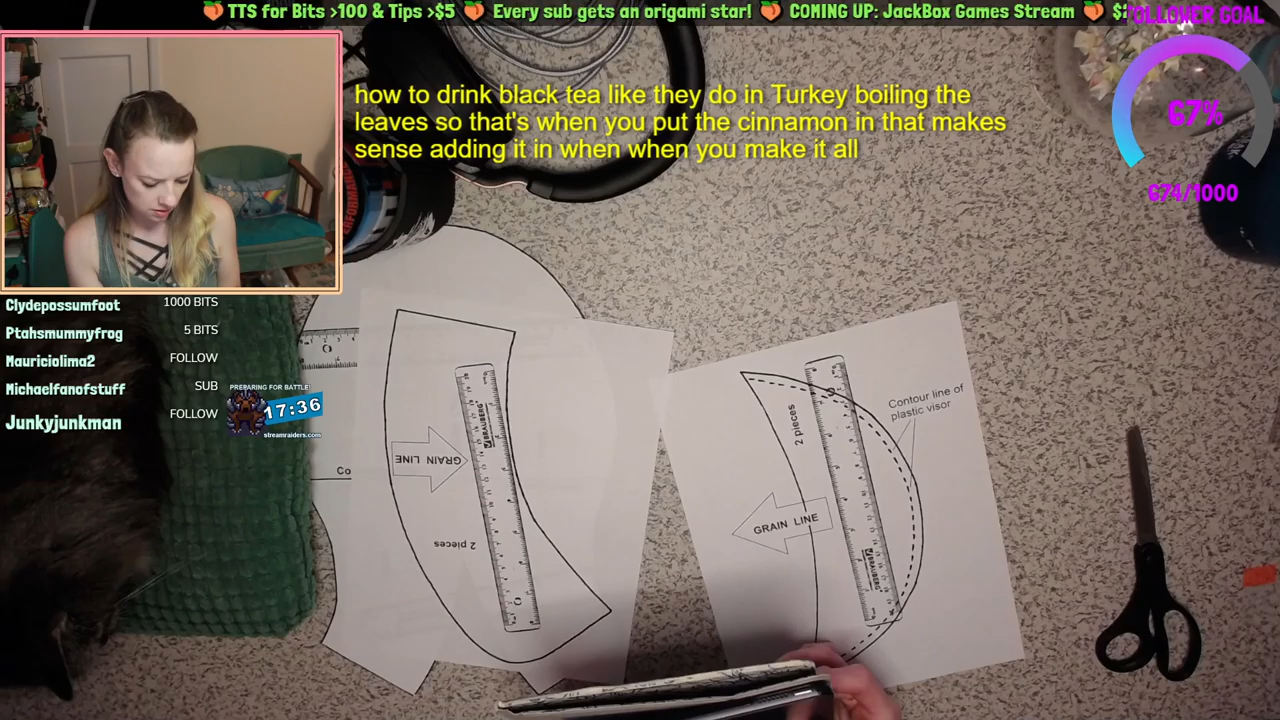 TTS for Bits >100 & Tips >$5 Every sub gets an origami star! COMING UP: JackBox Games Stream
FOLLOWER GOAL
how to drink black tea like they do in Turkey boiling the
leaves so that's when you put the cinnamon in that makes
sense adding it in when when you make it all
67%
674/1000
Clydepossumfoot 1000 BITS
Ptahsmummyfrog 5 BITS
Mauriciolima2 FOLLOW
Michaelfanofstuff SUB
Junkyjunkman FOLLOW
PREPARING FOR BATTLE!
17:36
streamraiders.com
GRAIN LINE
2 pieces
BRAUBERG
Co
2 pieces
Contour line of
plastic visor
GRAIN LINE
BRAUBERG